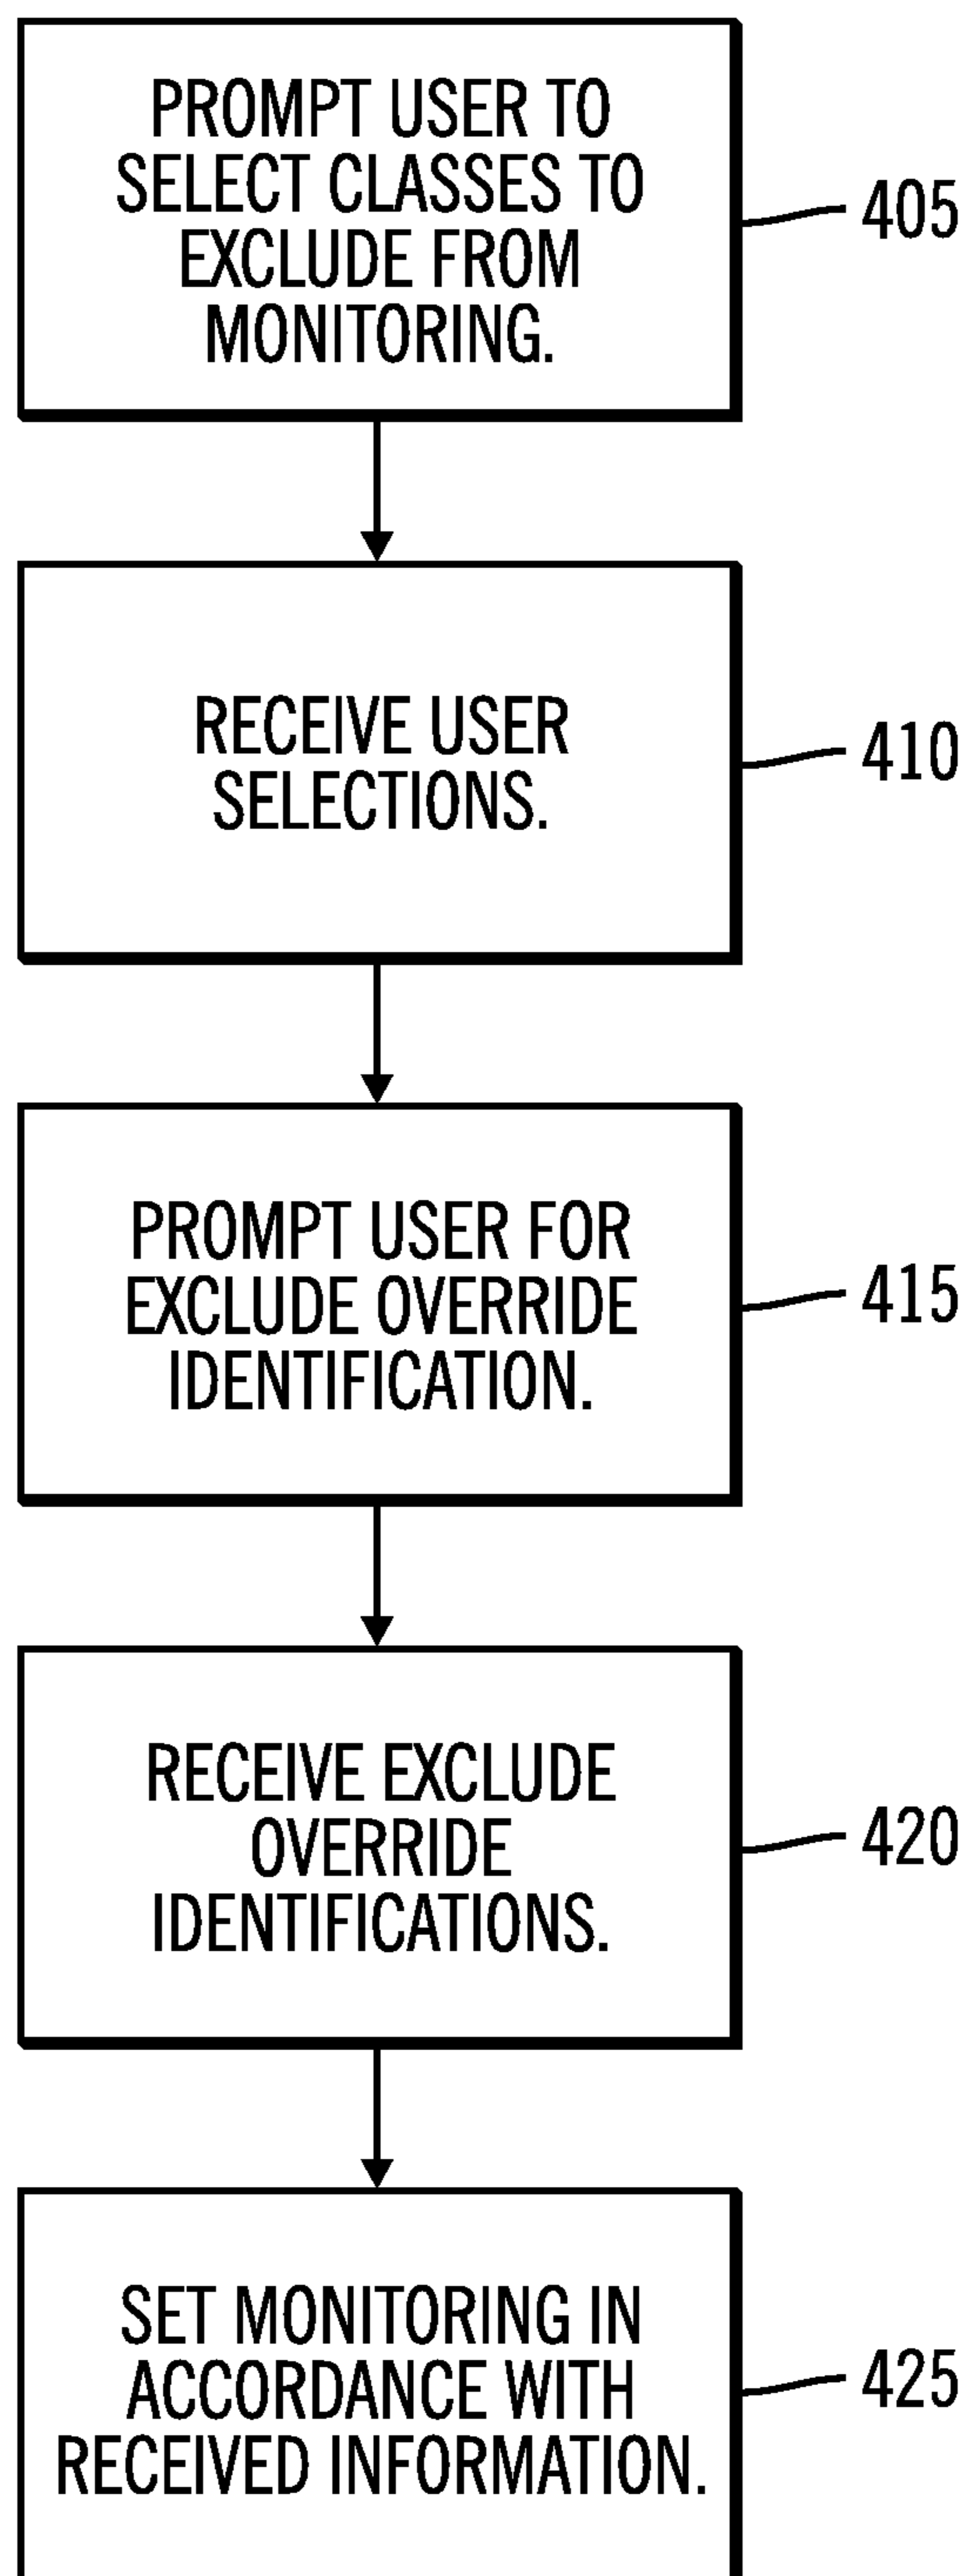 PROMPT USER TO
SELECT CLASSES TO
EXCLUDE FROM
MONITORING.
405
RECEIVE USER
SELECTIONS.
410
PROMPT USER FOR
EXCLUDE OVERRIDE
IDENTIFICATION.
415
RECEIVE EXCLUDE
OVERRIDE
IDENTIFICATIONS.
420
SET MONITORING IN
ACCORDANCE WITH
RECEIVED INFORMATION.
425